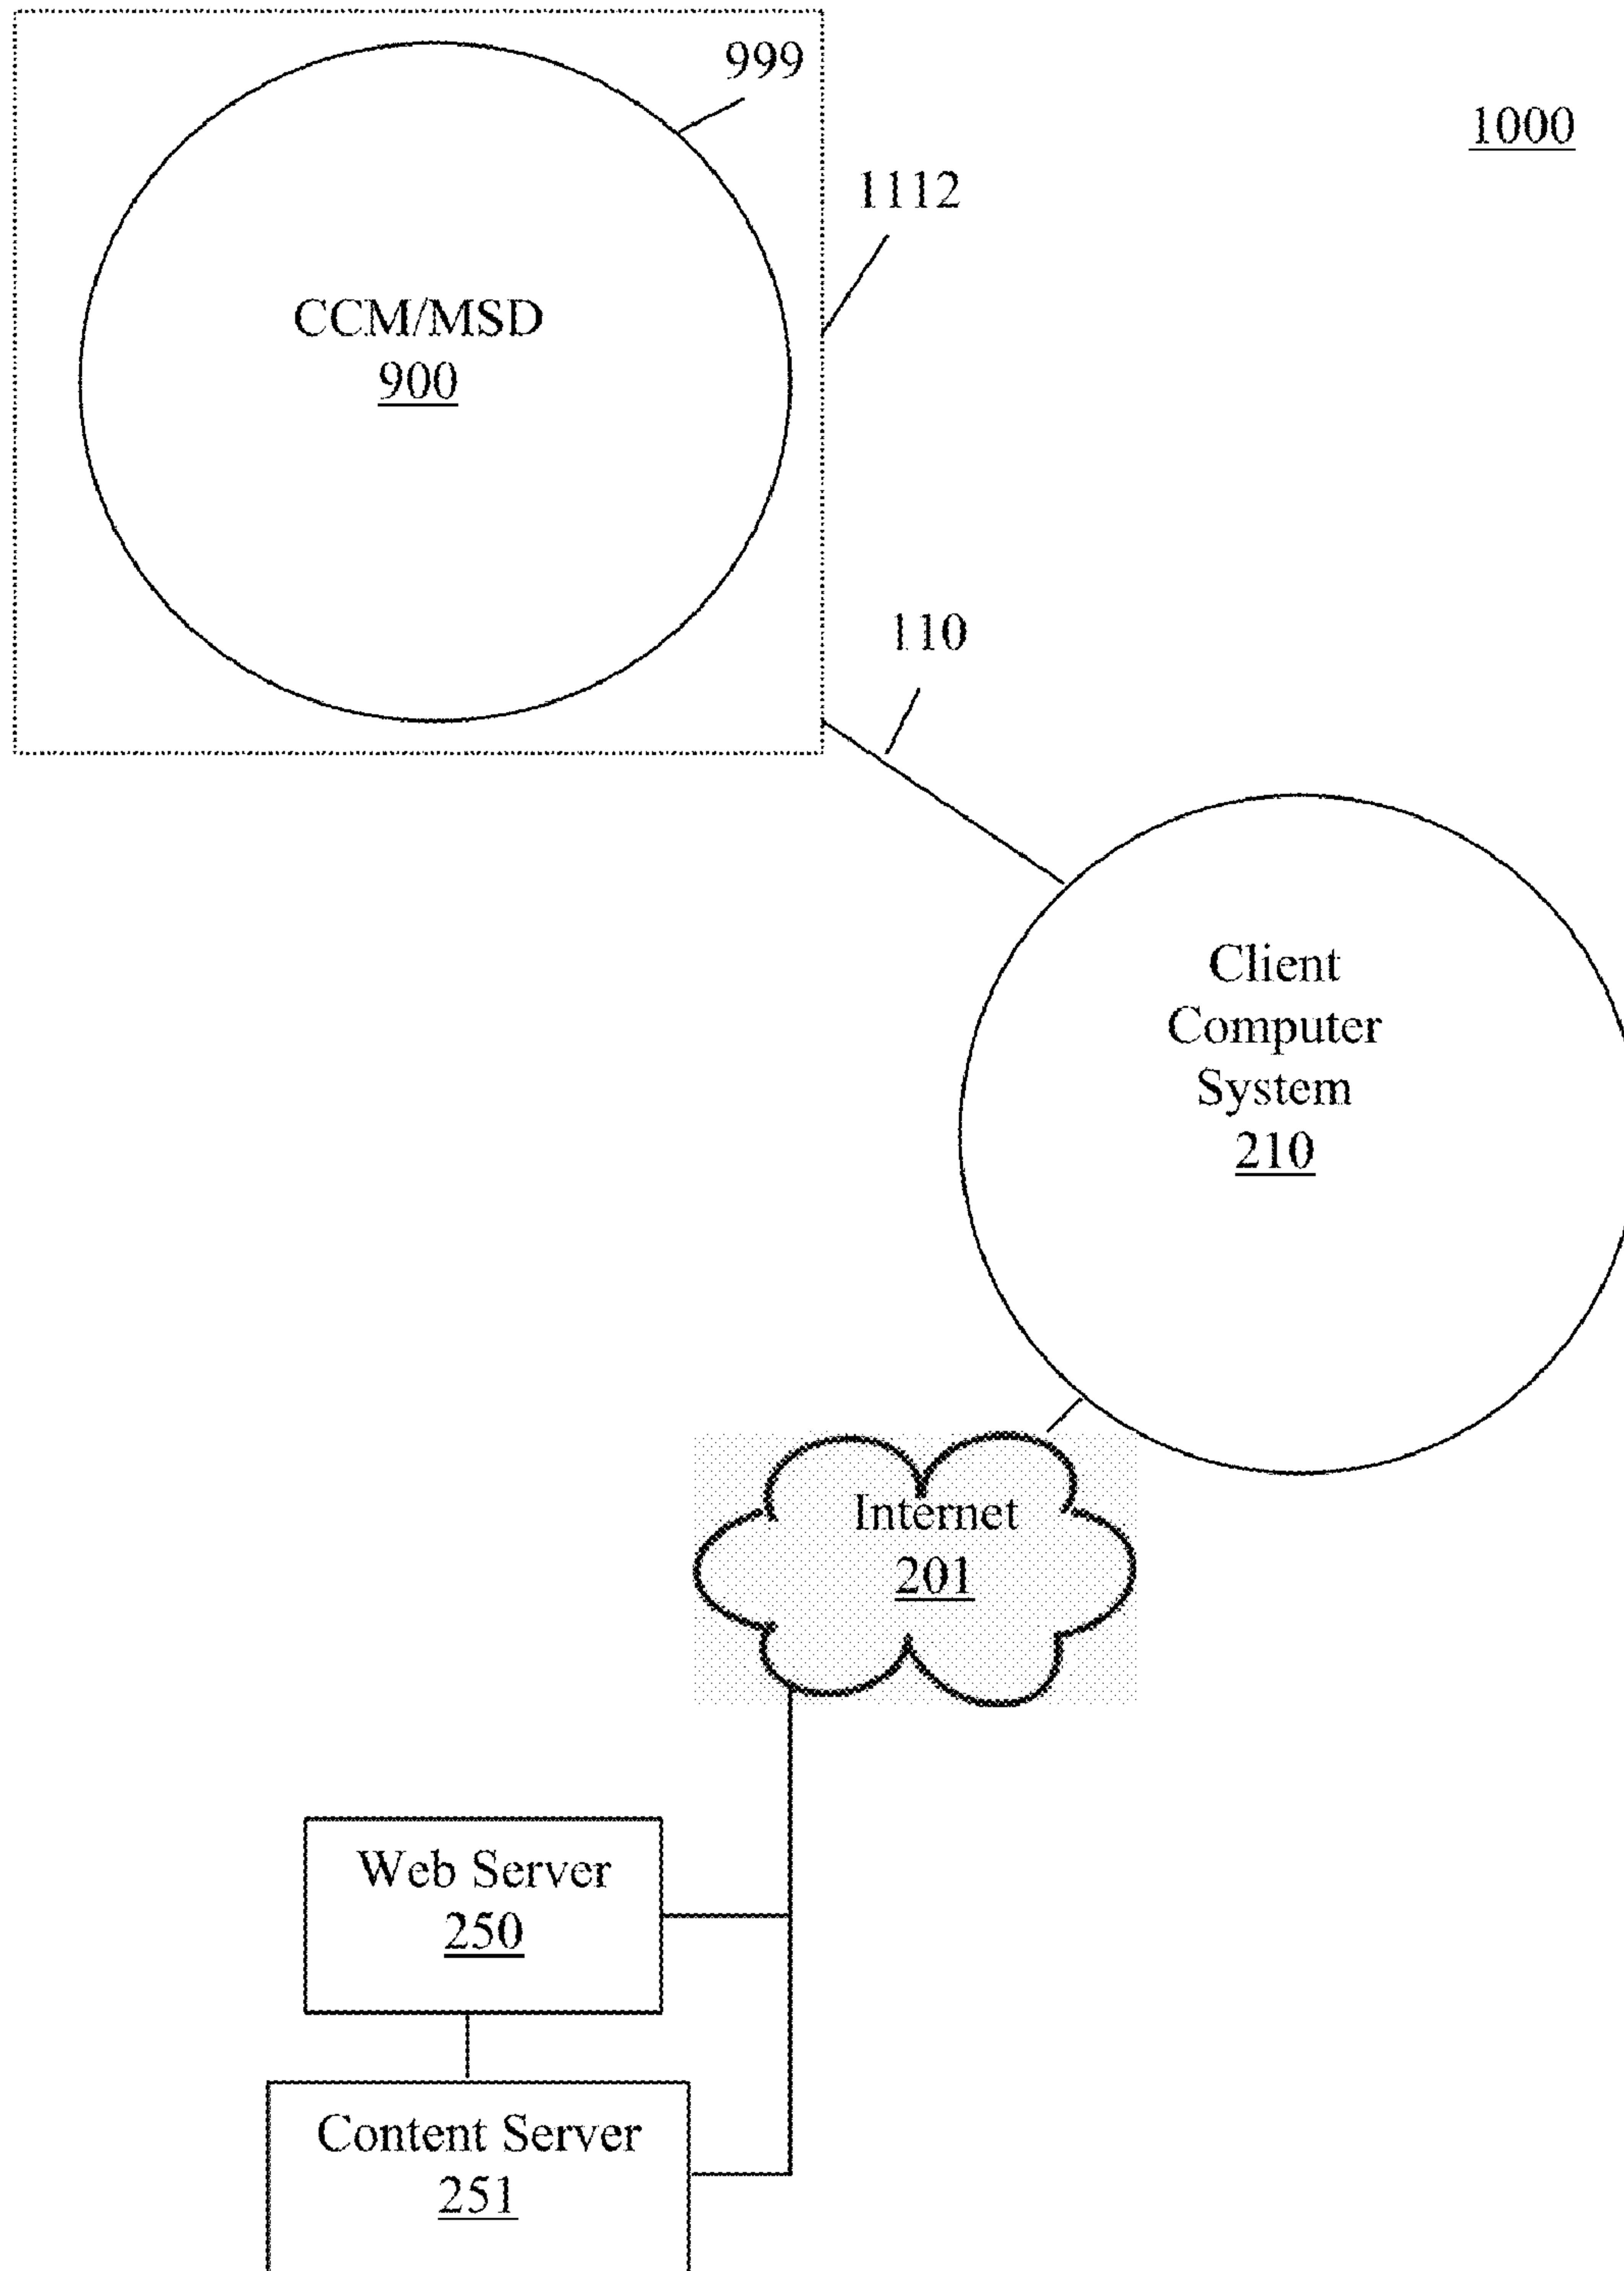 999
1000
1112
CCM/MSD
900
110
Client
Computer
System
210
Internet
201
Web Server
250
Content Server
251